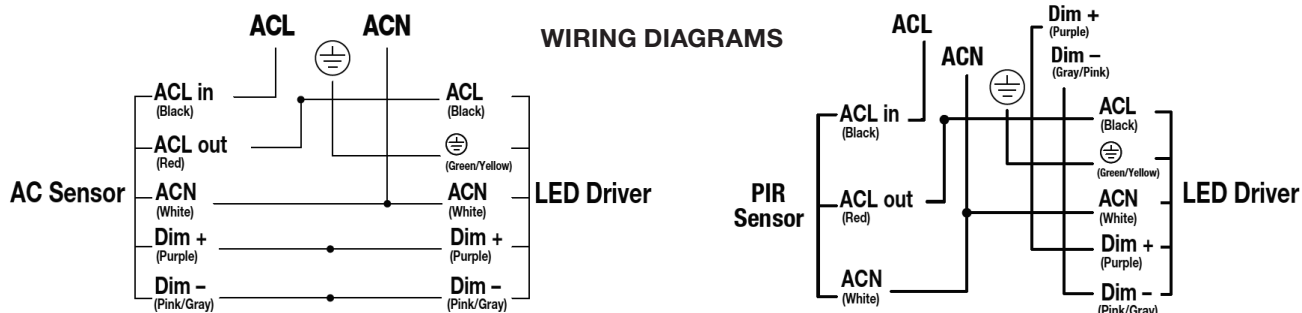 WIRING DIAGRAMS
ACL
ACN
AC Sensor
ACL in
(Black)
ACL out
(Red)
ACN
(White)
Dim +
(Purple)
Dim –
(Pink/Gray)
ACL
(Black)
(Green/Yellow)
ACN
(White)
Dim +
(Purple)
Dim –
(Pink/Gray)
LED Driver
ACL
ACN
Dim +
(Purple)
Dim –
(Gray/Pink)
PIR
Sensor
ACL in
(Black)
ACL out
(Red)
ACN
(White)
ACL
(Black)
(Green/Yellow)
ACN
(White)
Dim +
(Purple)
Dim –
(Pink/Gray)
LED Driver